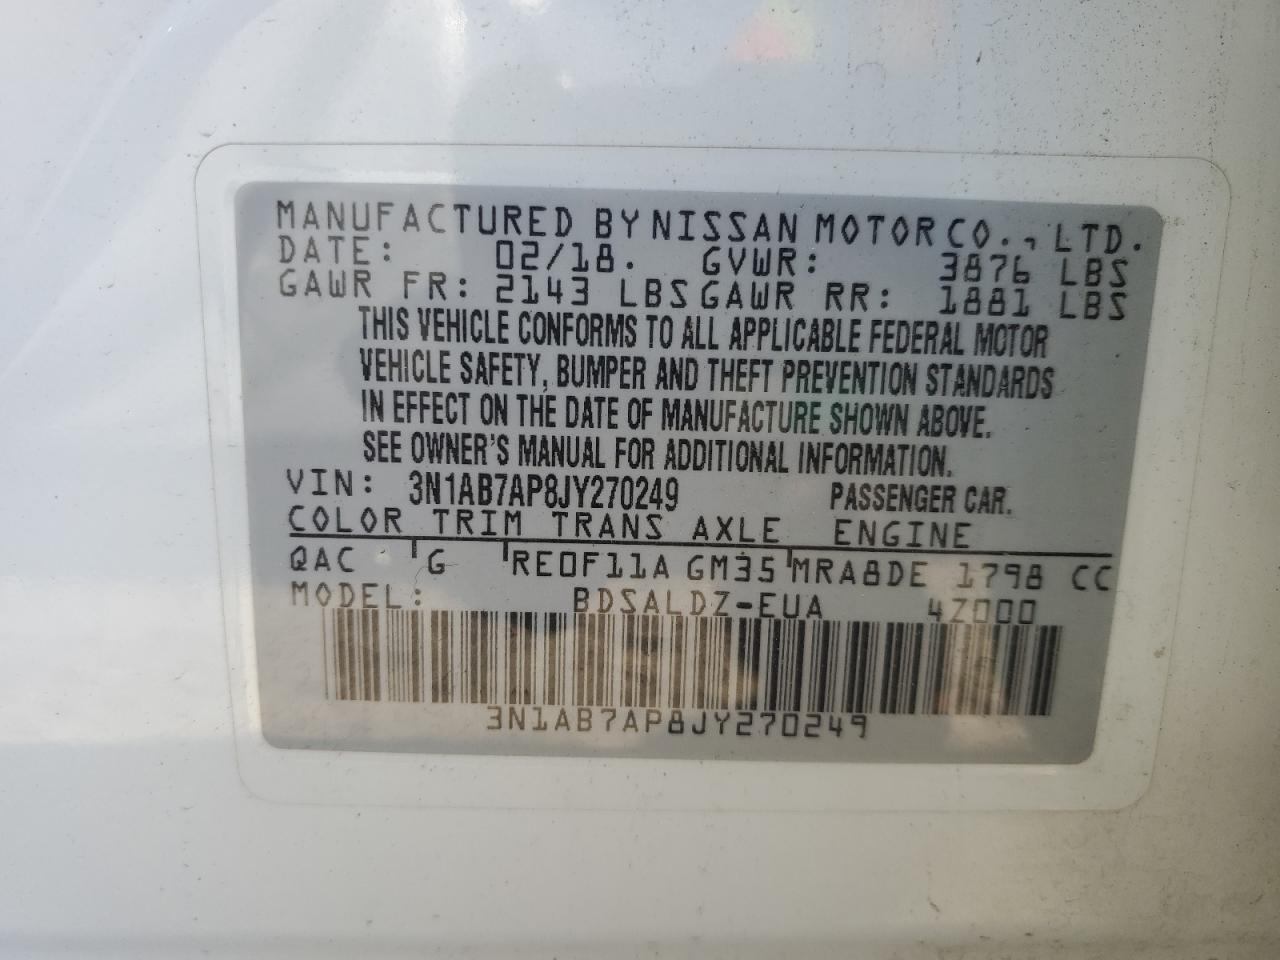 MANUFACTURED BY NISSAN MOTOR CO., LTD.
DATE: 02/18. GVWR: 3876 LBS
GAWR FR: 2143 LBS GAWR RR: 1881 LBS
THIS VEHICLE CONFORMS TO ALL APPLICABLE FEDERAL MOTOR
VEHICLE SAFETY, BUMPER AND THEFT PREVENTION STANDARDS
IN EFFECT ON THE DATE OF MANUFACTURE SHOWN ABOVE.
SEE OWNER'S MANUAL FOR ADDITIONAL INFORMATION.
VIN: 3N1AB7AP8JY270249 PASSENGER CAR.
COLOR TRIM TRANS AXLE ENGINE
QAC G RE0F11A GM35 MRA8DE 1798 CC
MODEL: BDSALDZ-EUA 4Z000
3N1AB7AP8JY270249